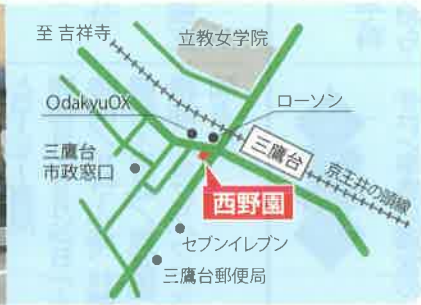 至 吉祥寺
立教女学院
OdakyuOX
ローソン
三鷹台
三鷹台
市政窓口
京王井の頭線
西野園
セブンイレブン
三鷹台郵便局